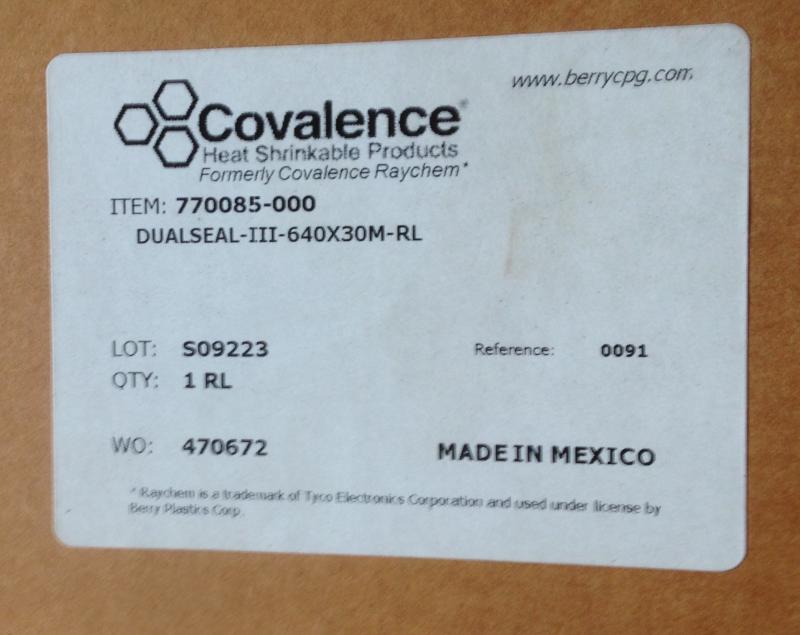 www.berrycpg.com
Covalence®
Heat Shrinkable Products
Formerly Covalence Raychem*
ITEM: 770085-000
DUALSEAL-III-640X30M-RL
LOT: S09223 Reference: 0091
QTY: 1 RL
WO: 470672 MADE IN MEXICO
* Raychem is a trademark of Tyco Electronics Corporation and used under license by
Berry Plastics Corp.